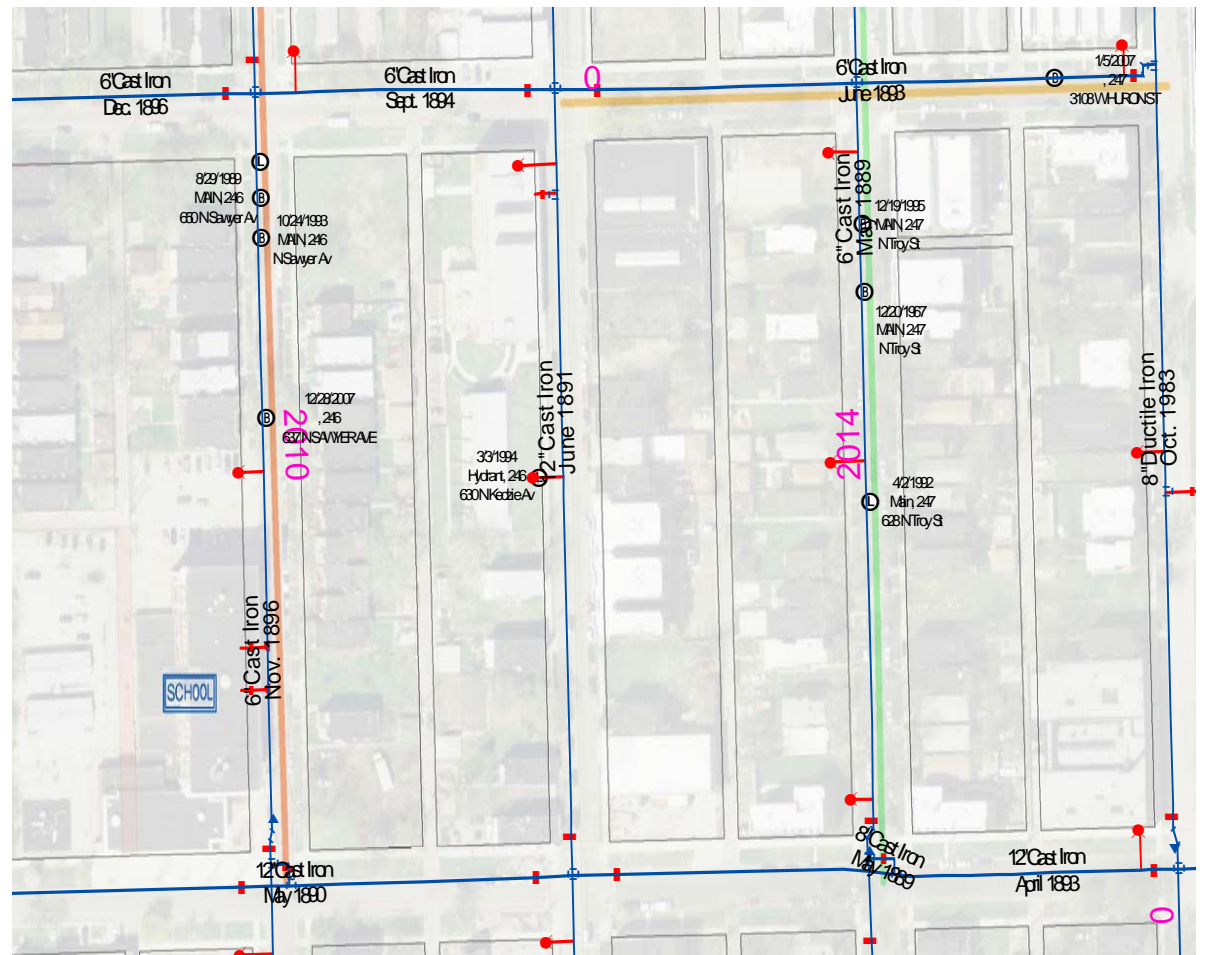 6"Cast Iron
Dec. 1896
6"Cast Iron
Sept. 1894
0
6"Cast Iron
June 1893
1/5/2007
, 247
3108 W HURON ST
L
8/29/1989
MAIN, 246
650 N Sawyer Av
B
10/24/1993
MAIN, 246
N Sawyer Av
B
6" Cast Iron
May 1889
12/19/1995
MAIN, 247
N Troy St
B
12/20/1967
MAIN, 247
N Troy St
B
12/28/2007
, 246
637 N SAWYER AVE
B
2010
12"Cast Iron
June 1891
3/3/1994
Hydrant, 246
630 N Kedzie Av
2014
8"Ductile Iron
Oct. 1983
4/2/1992
Main, 247
628 N Troy St
L
6"Cast Iron
Nov. 1896
SCHOOL
12"Cast Iron
May 1890
8"Cast Iron
May 1889
12"Cast Iron
April 1893
0